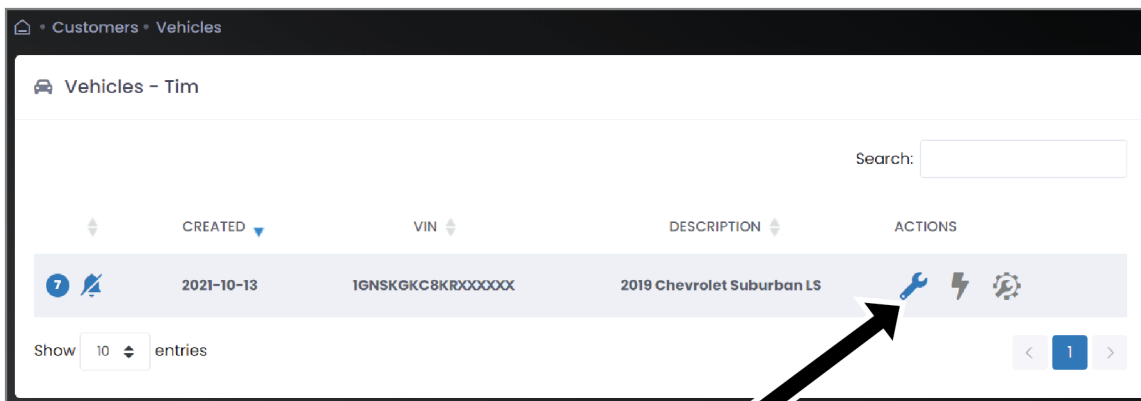 Customers Vehicles
Vehicles - Tim
Search:
CREATED VIN DESCRIPTION ACTIONS
7 2021-10-13 1GNSKGKC8KRXXXXXX 2019 Chevrolet Suburban LS
Show 10 entries < 1 >